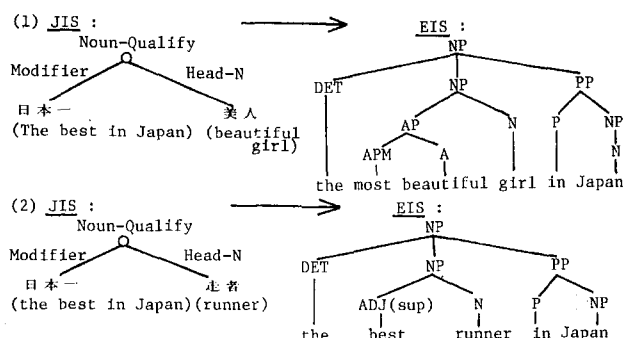 (1) JIS : EIS :
Noun-Qualify NP
Modifier Head-N DET NP PP
日本一 美人 AP N P NP
(The best in Japan) (beautiful girl) APM A N
the most beautiful girl in Japan
(2) JIS : EIS :
Noun-Qualify NP
Modifier Head-N DET NP PP
日本一 走者 ADJ(sup) N P NP
(the best in Japan)(runner)
the best runner in Japan